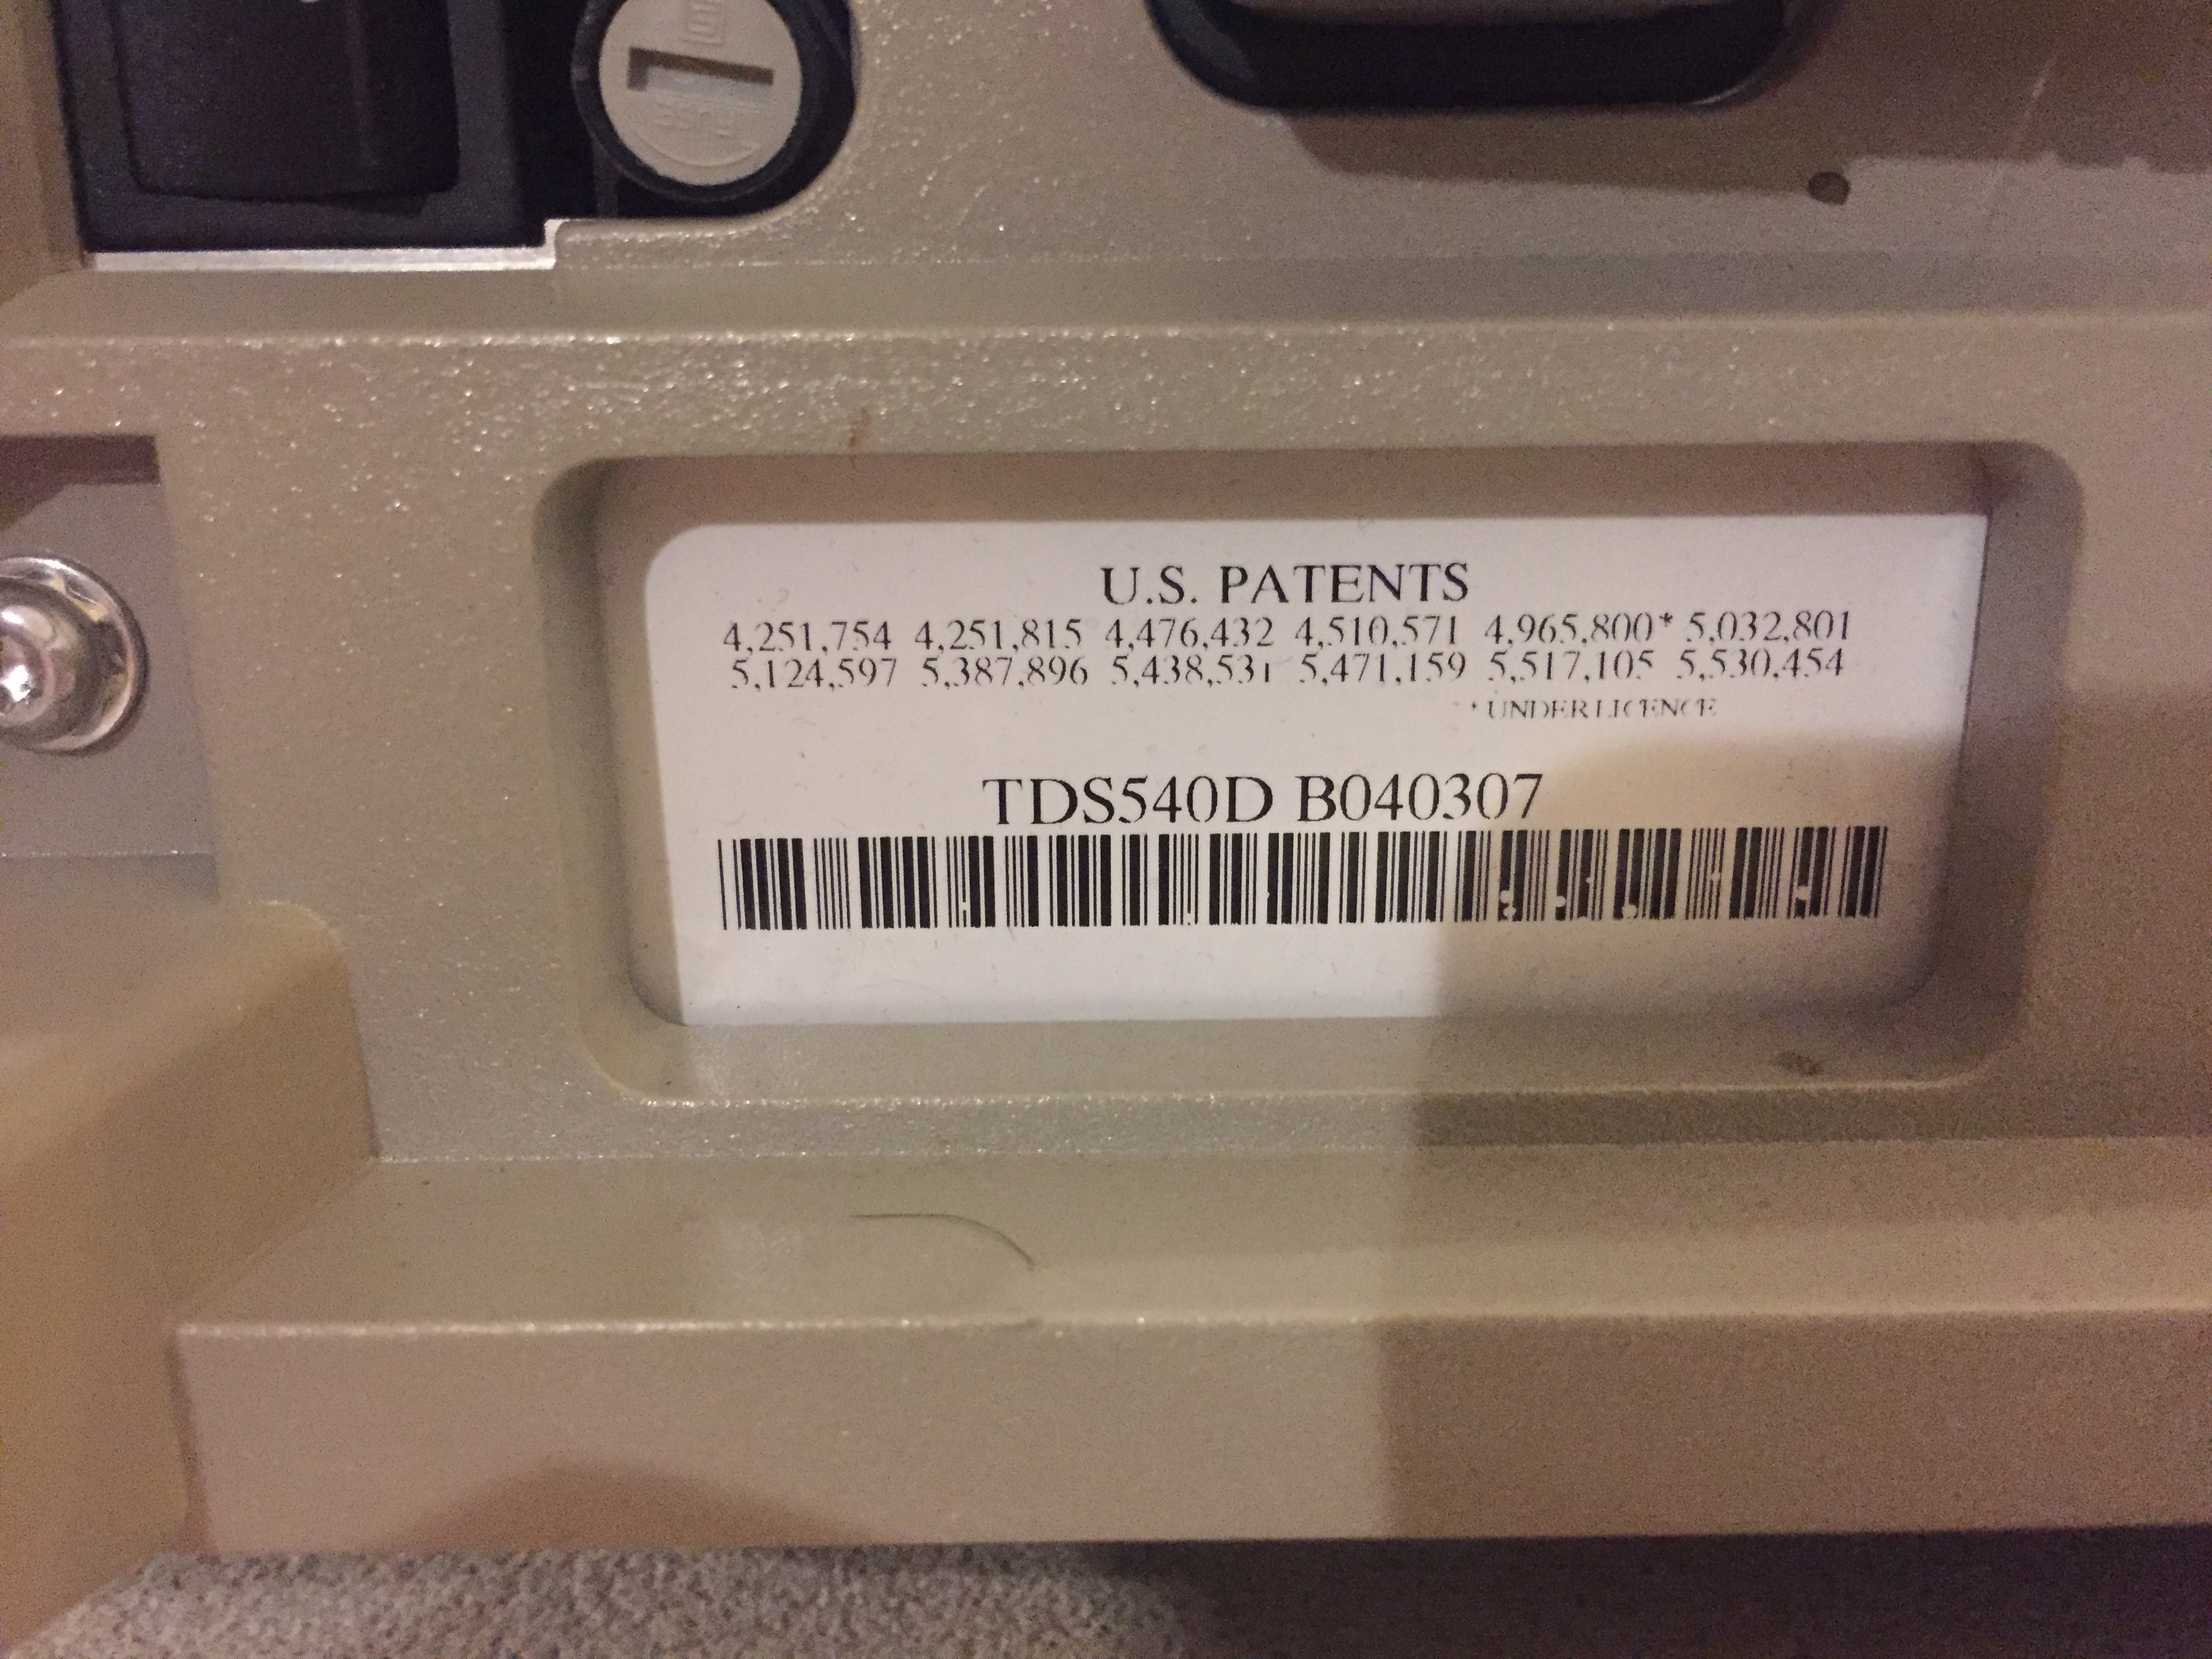 FUSE
U.S. PATENTS
4,251,754 4,251,815 4,476,432 4,510,571 4,965,800* 5,032,801
5,124,597 5,387,896 5,438,531 5,471,159 5,517,105 5,530,454
* UNDER LICENCE
TDS540D B040307